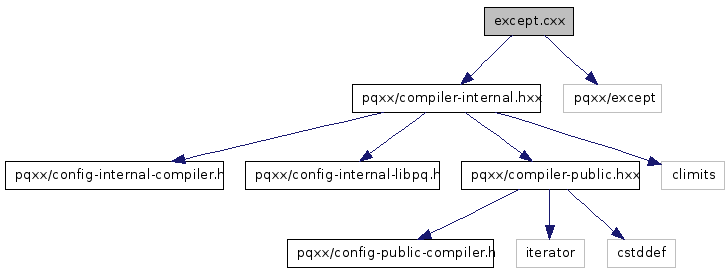 except.cxx
pqxx/compiler-internal.hxx
pqxx/except
pqxx/config-internal-compiler.h
pqxx/config-internal-libpq.h
pqxx/compiler-public.hxx
climits
pqxx/config-public-compiler.h
iterator
cstddef